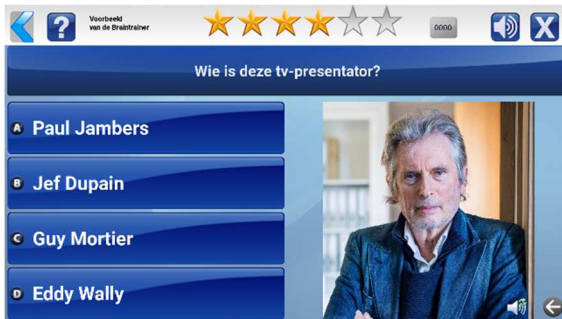 Voorbeeld
van de Braintrainer
0000
Wie is deze tv-presentator?
A Paul Jambers
B Jef Dupain
C Guy Mortier
D Eddy Wally